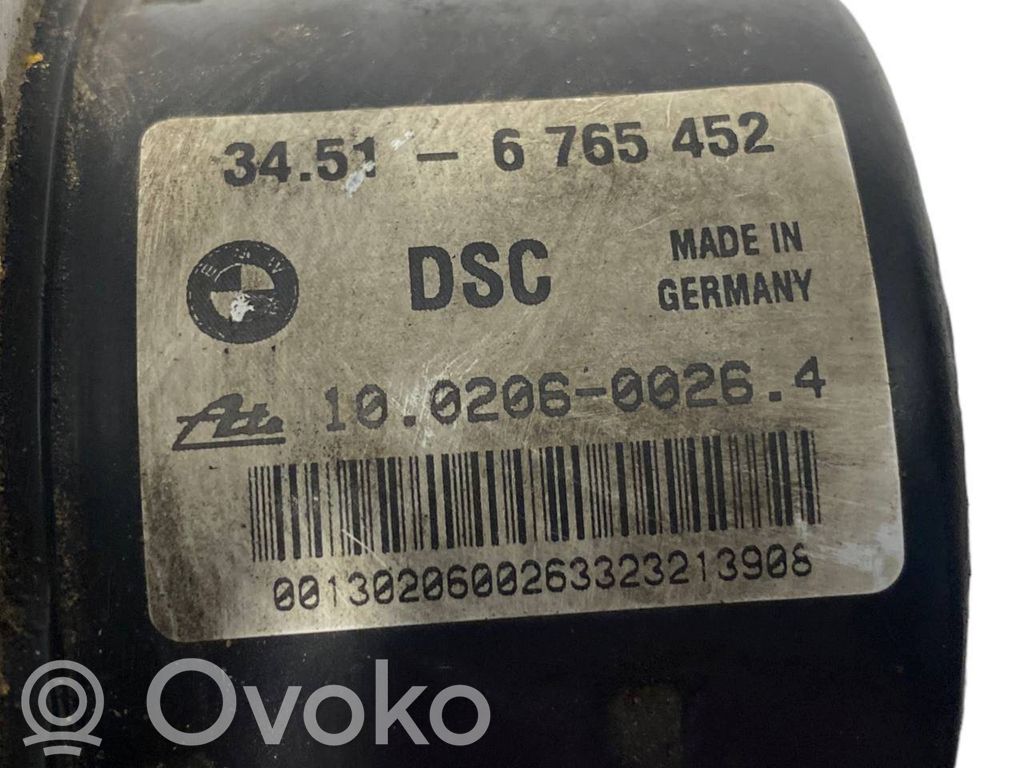 34.51 - 6 765 452
DSC
MADE IN
GERMANY
Ate 10.0206-0026.4
0013020600263323213908
Ovoko